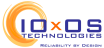 IOXOS
TECHNOLOGIES
RELIABILITY BY DESIGN